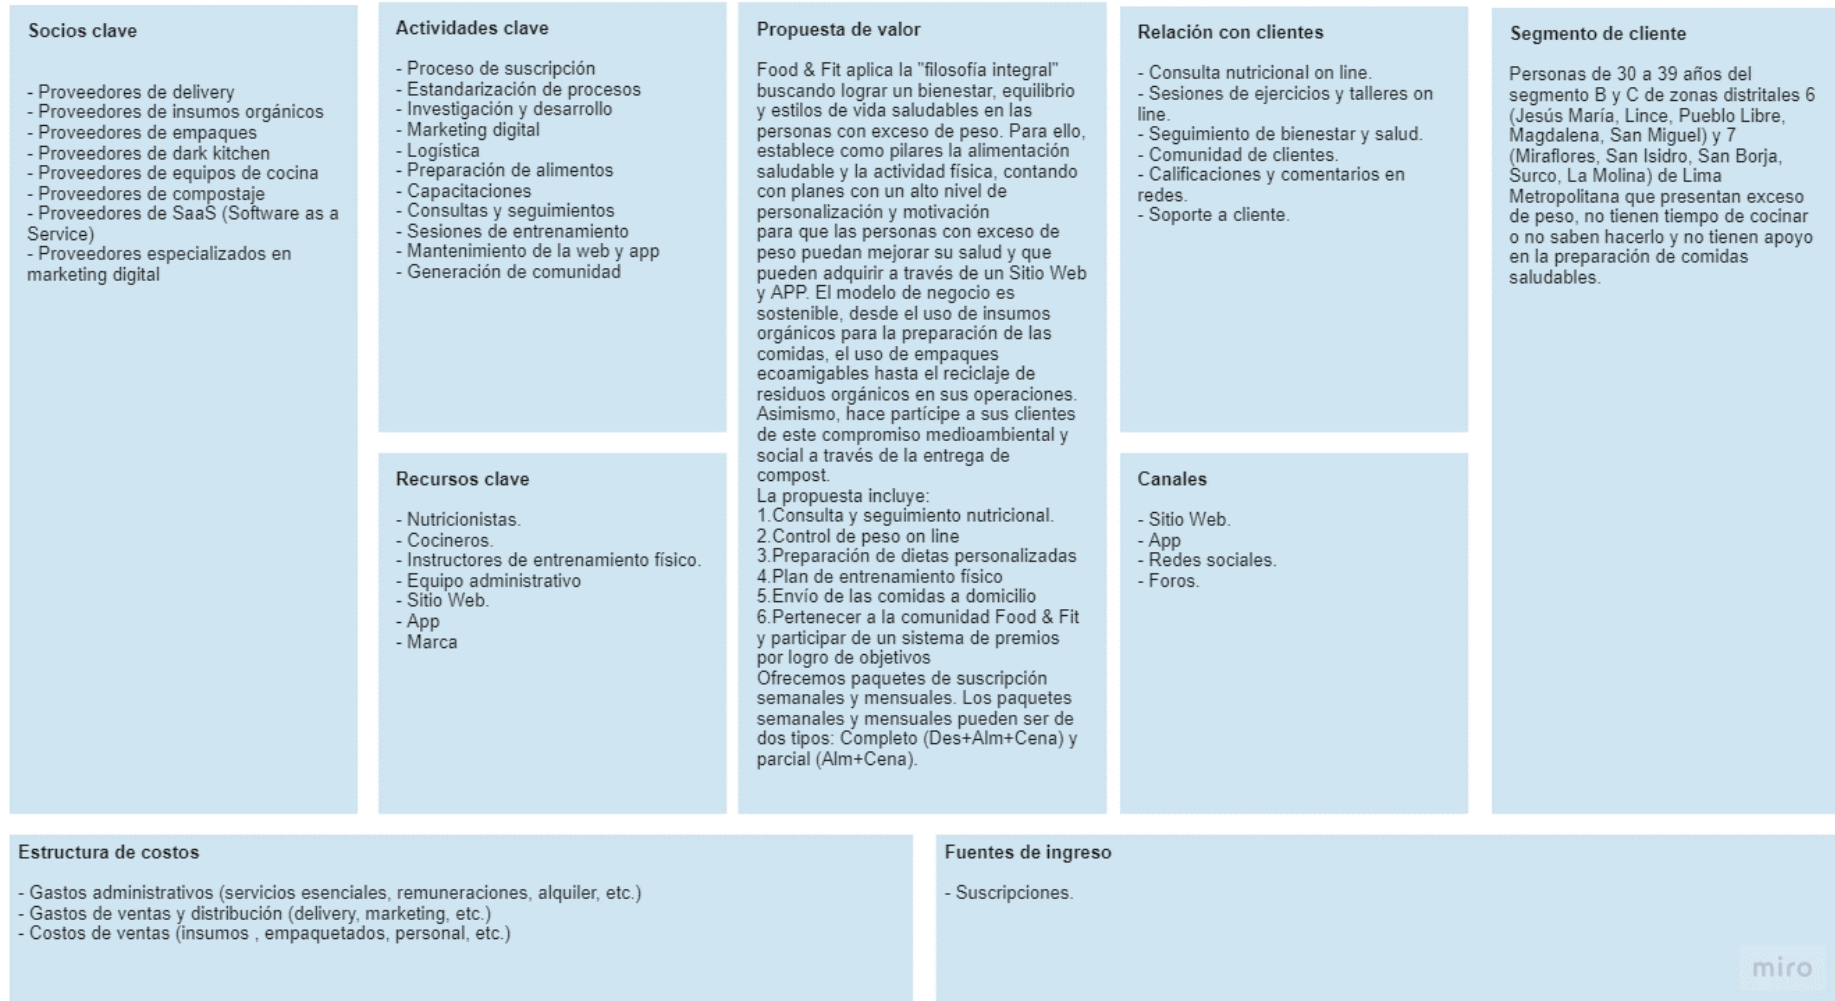 Socios clave
- Proveedores de delivery
- Proveedores de insumos orgánicos
- Proveedores de empaques
- Proveedores de dark kitchen
- Proveedores de equipos de cocina
- Proveedores de compostaje
- Proveedores de SaaS (Software as a
Service)
- Proveedores especializados en
marketing digital
Actividades clave
- Proceso de suscripción
- Estandarización de procesos
- Investigación y desarrollo
- Marketing digital
- Logística
- Preparación de alimentos
- Capacitaciones
- Consultas y seguimientos
- Sesiones de entrenamiento
- Mantenimiento de la web y app
- Generación de comunidad
Recursos clave
- Nutricionistas.
- Cocineros.
- Instructores de entrenamiento físico.
- Equipo administrativo
- Sitio Web.
- App
- Marca
Propuesta de valor
Food & Fit aplica la "filosofía integral"
buscando lograr un bienestar, equilibrio
y estilos de vida saludables en las
personas con exceso de peso. Para ello,
establece como pilares la alimentación
saludable y la actividad física, contando
con planes con un alto nivel de
personalización y motivación
para que las personas con exceso de
peso puedan mejorar su salud y que
pueden adquirir a través de un Sitio Web
y APP. El modelo de negocio es
sostenible, desde el uso de insumos
orgánicos para la preparación de las
comidas, el uso de empaques
ecoamigables hasta el reciclaje de
residuos orgánicos en sus operaciones.
Asimismo, hace partícipe a sus clientes
de este compromiso medioambiental y
social a través de la entrega de
compost.
La propuesta incluye:
1.Consulta y seguimiento nutricional.
2.Control de peso on line
3.Preparación de dietas personalizadas
4.Plan de entrenamiento físico
5.Envío de las comidas a domicilio
6.Pertenecer a la comunidad Food & Fit
y participar de un sistema de premios
por logro de objetivos
Ofrecemos paquetes de suscripción
semanales y mensuales. Los paquetes
semanales y mensuales pueden ser de
dos tipos: Completo (Des+Alm+Cena) y
parcial (Alm+Cena).
Relación con clientes
- Consulta nutricional on line.
- Sesiones de ejercicios y talleres on
line.
- Seguimiento de bienestar y salud.
- Comunidad de clientes.
- Calificaciones y comentarios en
redes.
- Soporte a cliente.
Canales
- Sitio Web.
- App
- Redes sociales.
- Foros.
Segmento de cliente
Personas de 30 a 39 años del
segmento B y C de zonas distritales 6
(Jesús María, Lince, Pueblo Libre,
Magdalena, San Miguel) y 7
(Miraflores, San Isidro, San Borja,
Surco, La Molina) de Lima
Metropolitana que presentan exceso
de peso, no tienen tiempo de cocinar
o no saben hacerlo y no tienen apoyo
en la preparación de comidas
saludables.
Estructura de costos
- Gastos administrativos (servicios esenciales, remuneraciones, alquiler, etc.)
- Gastos de ventas y distribución (delivery, marketing, etc.)
- Costos de ventas (insumos , empaquetados, personal, etc.)
Fuentes de ingreso
- Suscripciones.
miro